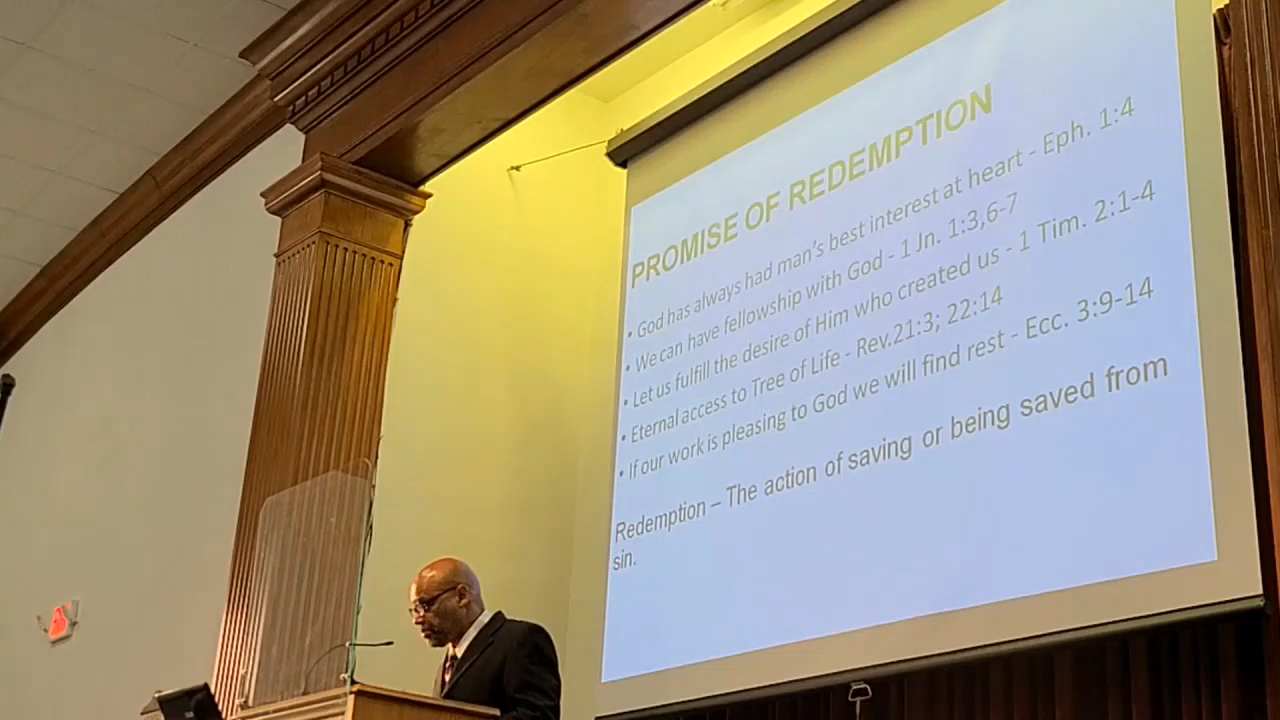 PROMISE OF REDEMPTION
• God has always had man's best interest at heart - Eph. 1:4
• We can have fellowship with God - 1 Jn. 1:3,6-7
• Let us fulfill the desire of Him who created us - 1 Tim. 2:1-4
• Eternal access to Tree of Life - Rev.21:3; 22:14
• If our work is pleasing to God we will find rest - Ecc. 3:9-14
Redemption – The action of saving or being saved from
sin.